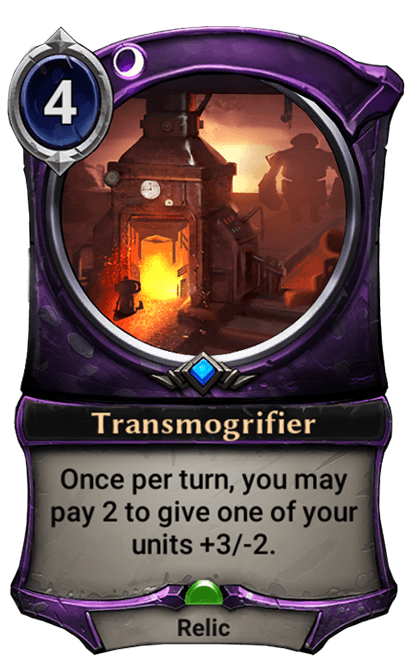 4
Transmogrifier
Once per turn, you may
pay 2 to give one of your
units +3/-2.
Relic